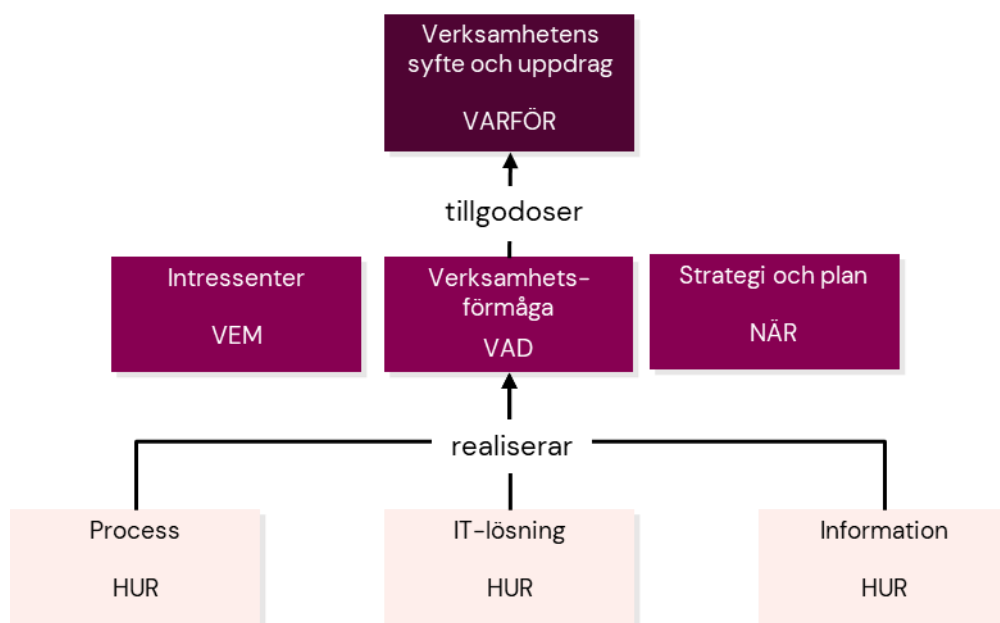 Verksamhetens
syfte och uppdrag
VARFÖR
tillgodoser
Intressenter
VEM
Verksamhets-
förmåga
VAD
Strategi och plan
NÄR
realiserar
Process
HUR
IT-lösning
HUR
Information
HUR